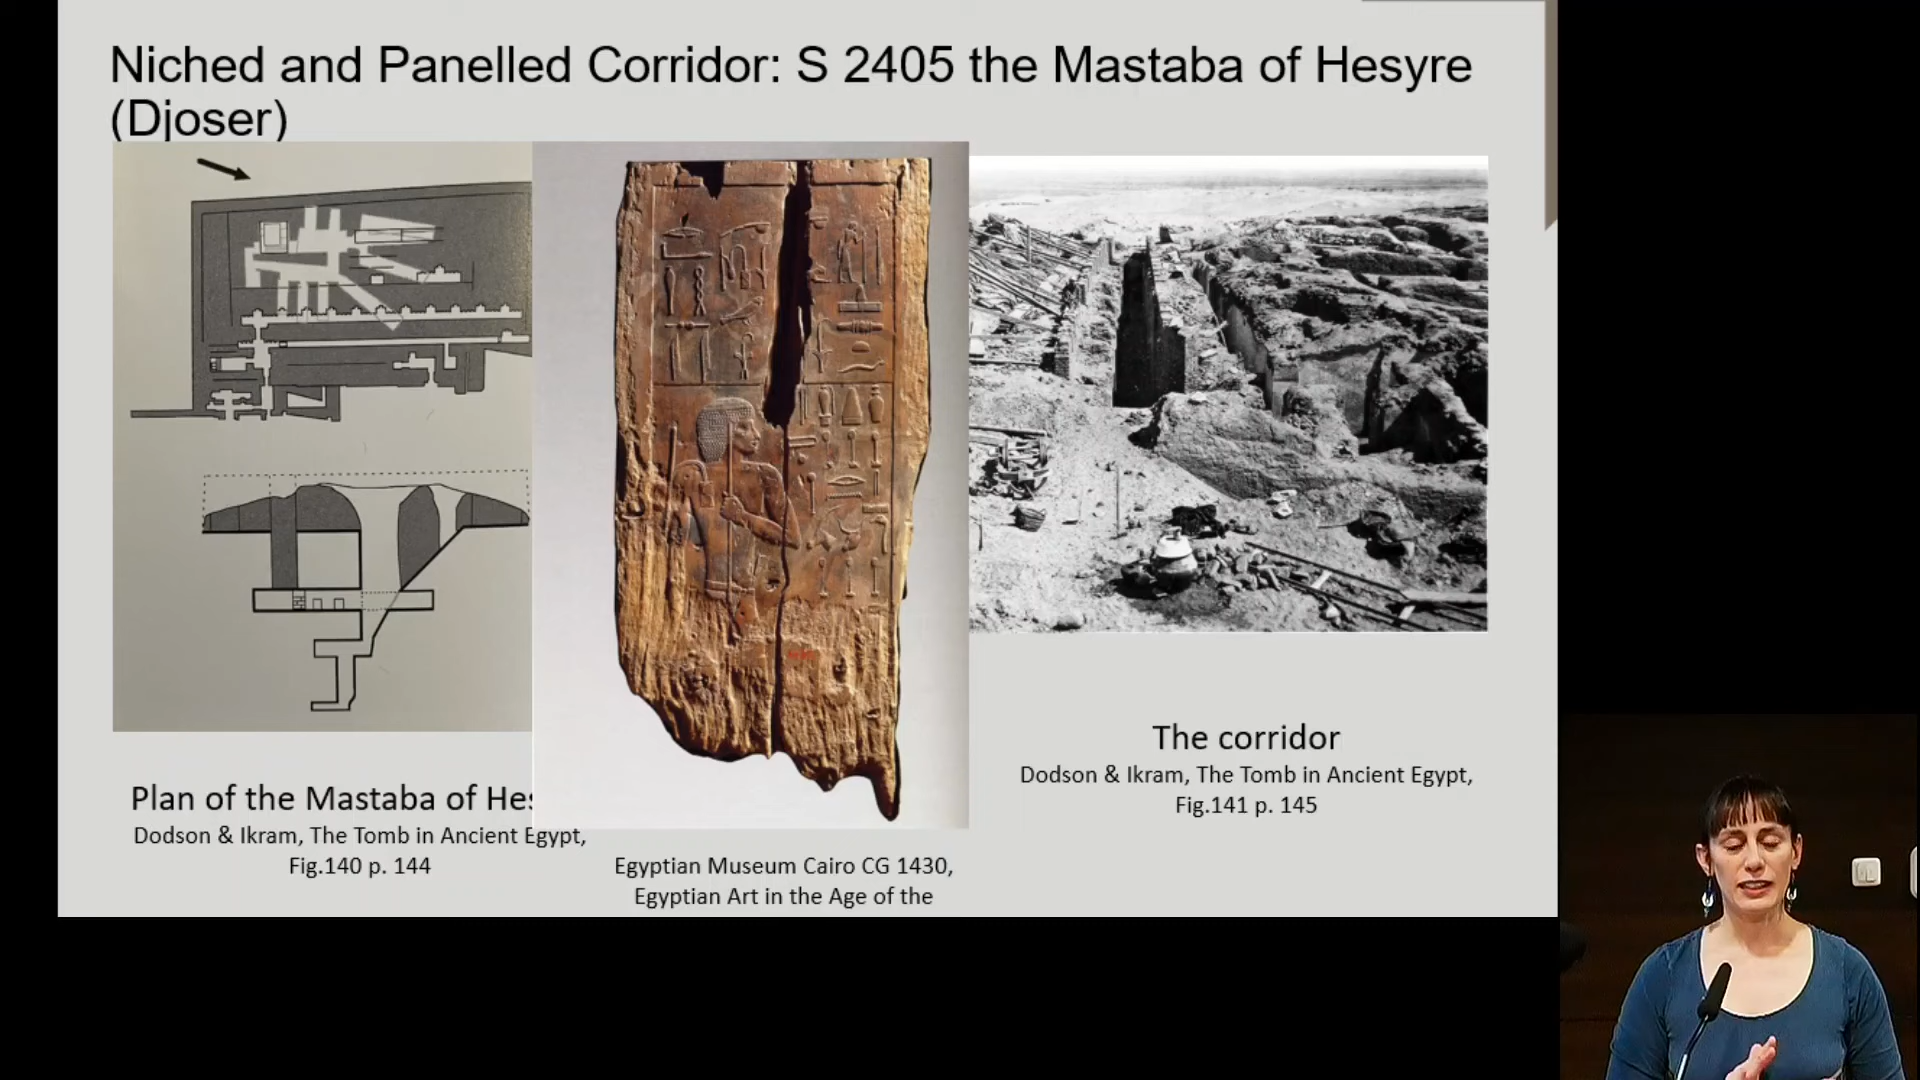 Niched and Panelled Corridor: S 2405 the Mastaba of Hesyre
(Djoser)
Plan of the Mastaba of Hes
Dodson & Ikram, The Tomb in Ancient Egypt,
Fig.140 p. 144
Egyptian Museum Cairo CG 1430,
Egyptian Art in the Age of the
The corridor
Dodson & Ikram, The Tomb in Ancient Egypt,
Fig.141 p. 145